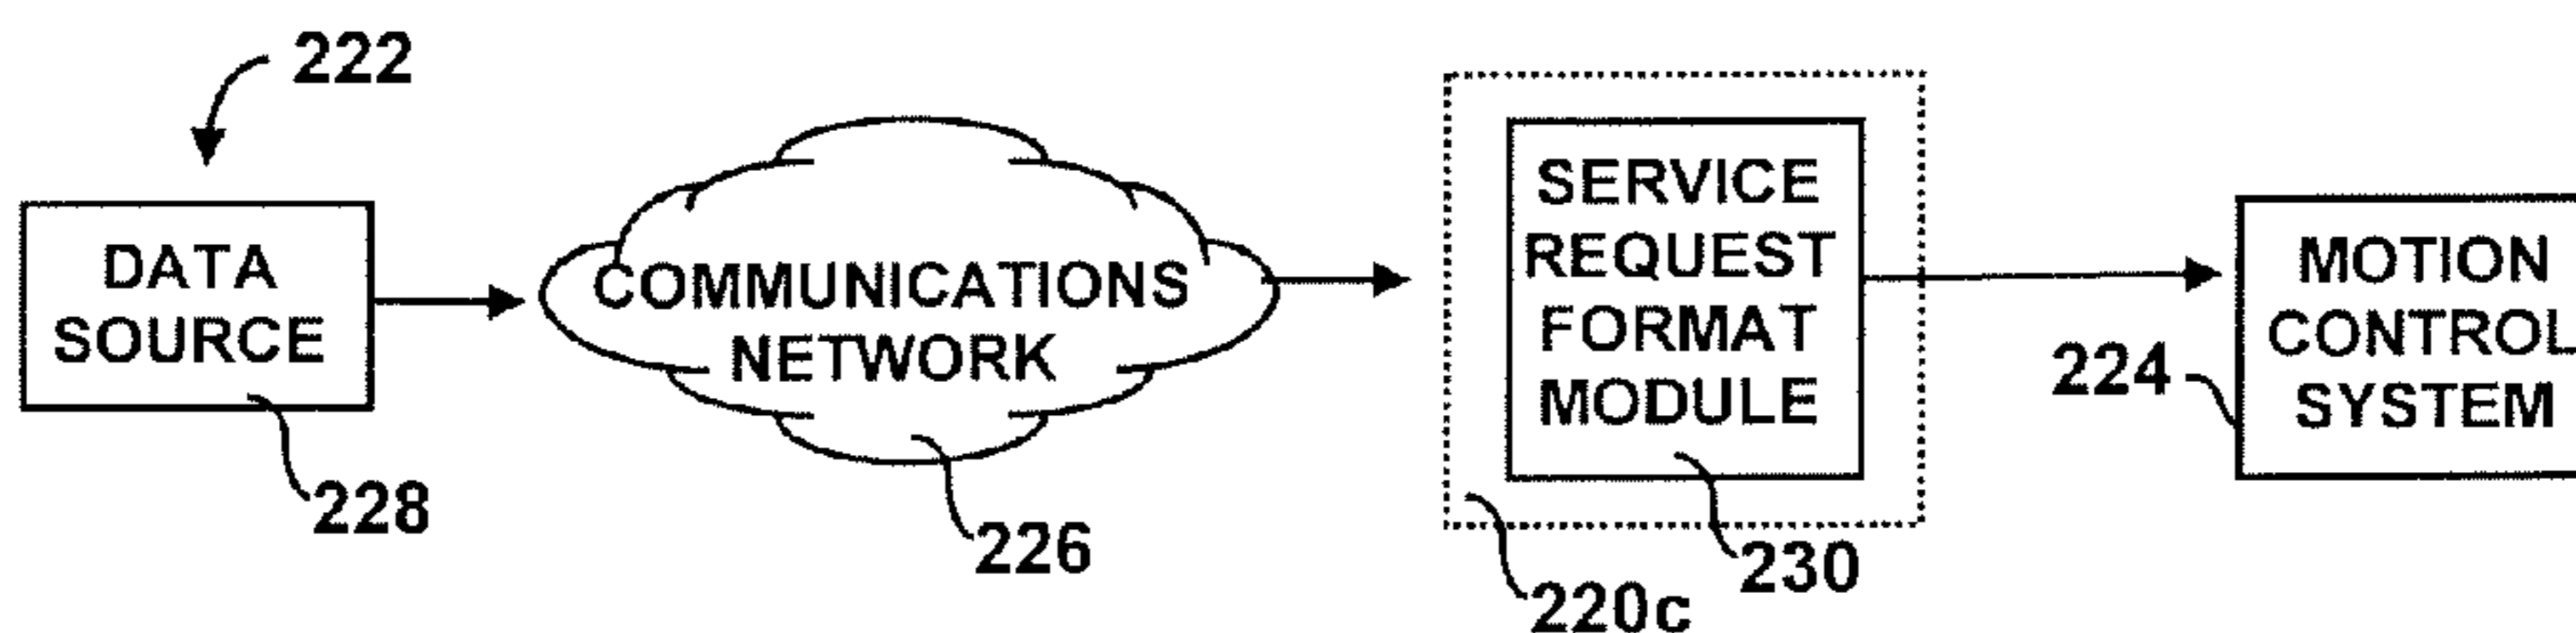 222
DATA
SOURCE
228
COMMUNICATIONS
NETWORK
226
SERVICE
REQUEST
FORMAT
MODULE
230
220c
224
MOTION
CONTROL
SYSTEM